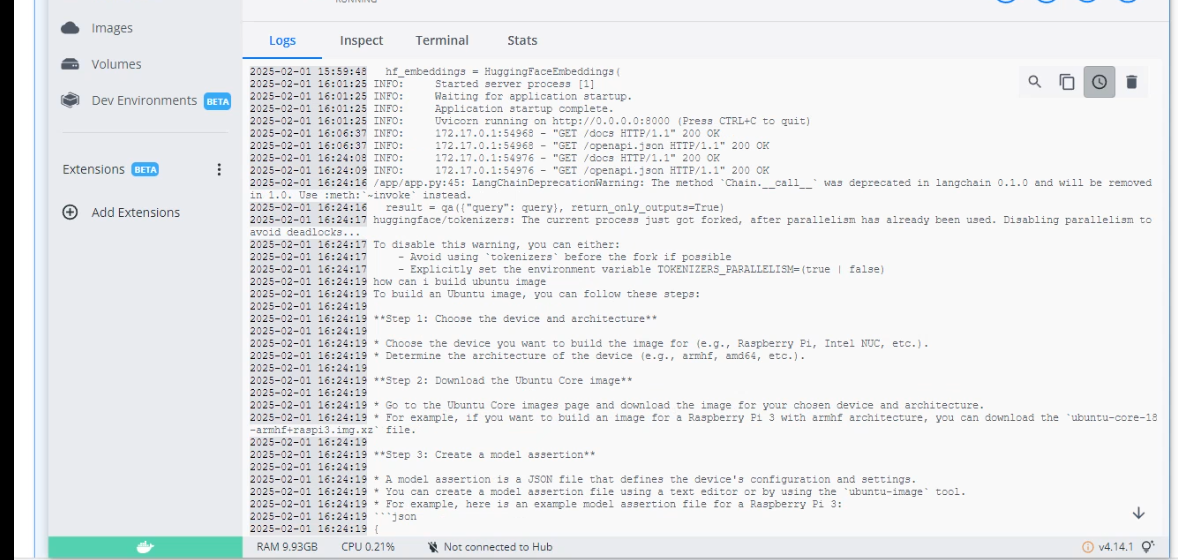 RUNNING
Images
Volumes
Dev Environments BETA
Extensions BETA
Add Extensions
Logs Inspect Terminal Stats
2025-02-01 15:59:48   hf_embeddings = HuggingFaceEmbeddings(
2025-02-01 16:01:25 INFO:     Started server process [1]
2025-02-01 16:01:25 INFO:     Waiting for application startup.
2025-02-01 16:01:25 INFO:     Application startup complete.
2025-02-01 16:01:25 INFO:     Uvicorn running on http://0.0.0.0:8000 (Press CTRL+C to quit)
2025-02-01 16:06:37 INFO:     172.17.0.1:54968 - "GET /docs HTTP/1.1" 200 OK
2025-02-01 16:06:37 INFO:     172.17.0.1:54968 - "GET /openapi.json HTTP/1.1" 200 OK
2025-02-01 16:24:08 INFO:     172.17.0.1:54976 - "GET /docs HTTP/1.1" 200 OK
2025-02-01 16:24:09 INFO:     172.17.0.1:54976 - "GET /openapi.json HTTP/1.1" 200 OK
2025-02-01 16:24:16 /app/app.py:45: LangChainDeprecationWarning: The method `Chain.__call__` was deprecated in langchain 0.1.0 and will be removed
in 1.0. Use :meth:`~invoke` instead.
2025-02-01 16:24:16   result = qa({"query": query}, return_only_outputs=True)
2025-02-01 16:24:17 huggingface/tokenizers: The current process just got forked, after parallelism has already been used. Disabling parallelism to
avoid deadlocks...
2025-02-01 16:24:17 To disable this warning, you can either:
2025-02-01 16:24:17     - Avoid using `tokenizers` before the fork if possible
2025-02-01 16:24:17     - Explicitly set the environment variable TOKENIZERS_PARALLELISM=(true | false)
2025-02-01 16:24:19 how can i build ubuntu image
2025-02-01 16:24:19 To build an Ubuntu image, you can follow these steps:
2025-02-01 16:24:19
2025-02-01 16:24:19 **Step 1: Choose the device and architecture**
2025-02-01 16:24:19
2025-02-01 16:24:19 * Choose the device you want to build the image for (e.g., Raspberry Pi, Intel NUC, etc.).
2025-02-01 16:24:19 * Determine the architecture of the device (e.g., armhf, amd64, etc.).
2025-02-01 16:24:19
2025-02-01 16:24:19 **Step 2: Download the Ubuntu Core image**
2025-02-01 16:24:19
2025-02-01 16:24:19 * Go to the Ubuntu Core images page and download the image for your chosen device and architecture.
2025-02-01 16:24:19 * For example, if you want to build an image for a Raspberry Pi 3 with armhf architecture, you can download the `ubuntu-core-18
-armhf+raspi3.img.xz` file.
2025-02-01 16:24:19
2025-02-01 16:24:19 **Step 3: Create a model assertion**
2025-02-01 16:24:19
2025-02-01 16:24:19 * A model assertion is a JSON file that defines the device's configuration and settings.
2025-02-01 16:24:19 * You can create a model assertion file using a text editor or by using the `ubuntu-image` tool.
2025-02-01 16:24:19 * For example, here is an example model assertion file for a Raspberry Pi 3:
2025-02-01 16:24:19 ```json
2025-02-01 16:24:19 {
RAM 9.93GB CPU 0.21% Not connected to Hub v4.14.1